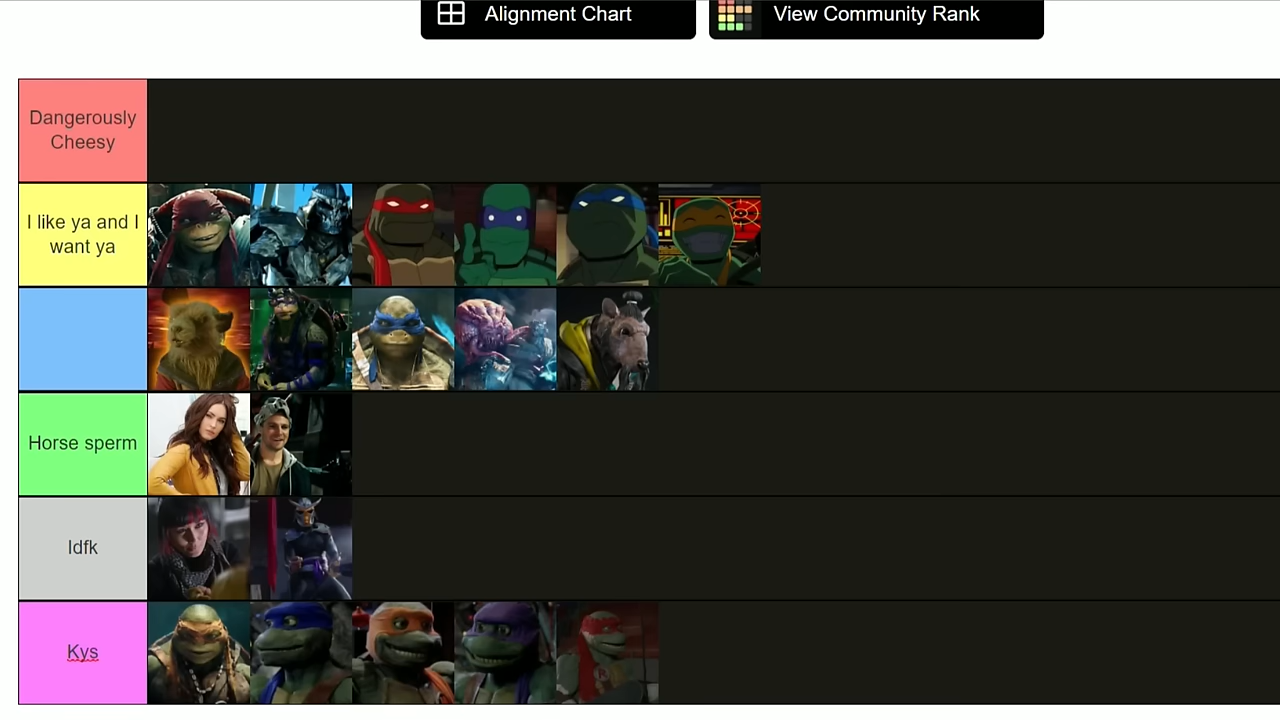 Alignment Chart
View Community Rank
Dangerously
Cheesy
I like ya and I
want ya
Horse sperm
Idfk
Kys